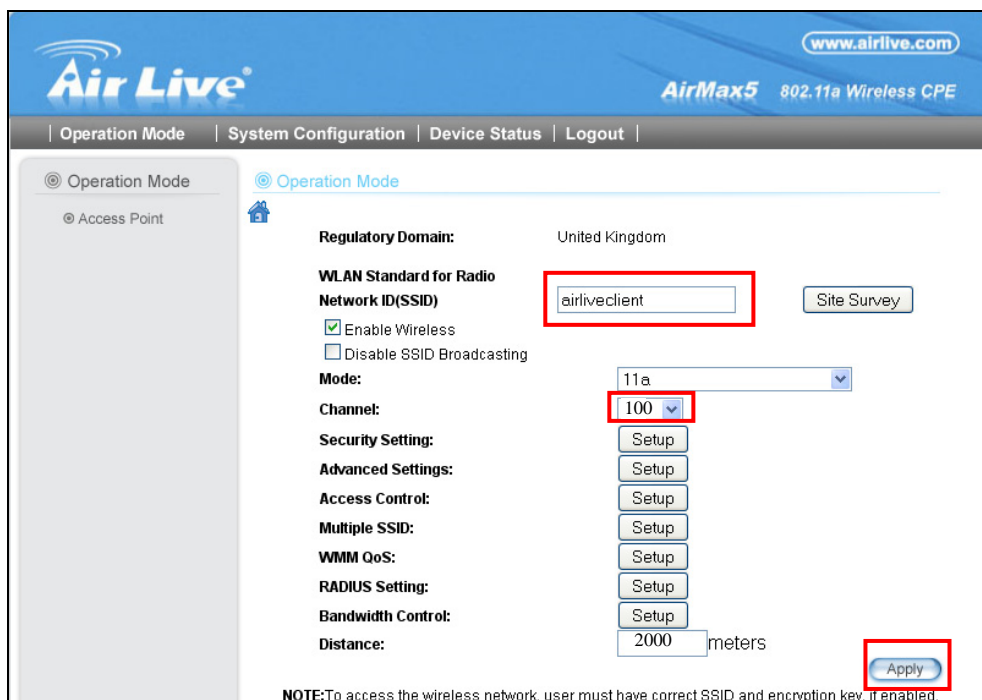 www.airlive.com
Air Live®
AirMax5 802.11a Wireless CPE
| Operation Mode | System Configuration | Device Status | Logout |
Operation Mode
Access Point
Operation Mode
Regulatory Domain: United Kingdom
WLAN Standard for Radio
Network ID(SSID) airliveclient Site Survey
Enable Wireless
Disable SSID Broadcasting
Mode: 11a
Channel: 100
Security Setting: Setup
Advanced Settings: Setup
Access Control: Setup
Multiple SSID: Setup
WMM QoS: Setup
RADIUS Setting: Setup
Bandwidth Control: Setup
Distance: 2000 meters
Apply
NOTE:To access the wireless network, user must have correct SSID and encryption key, if enabled.